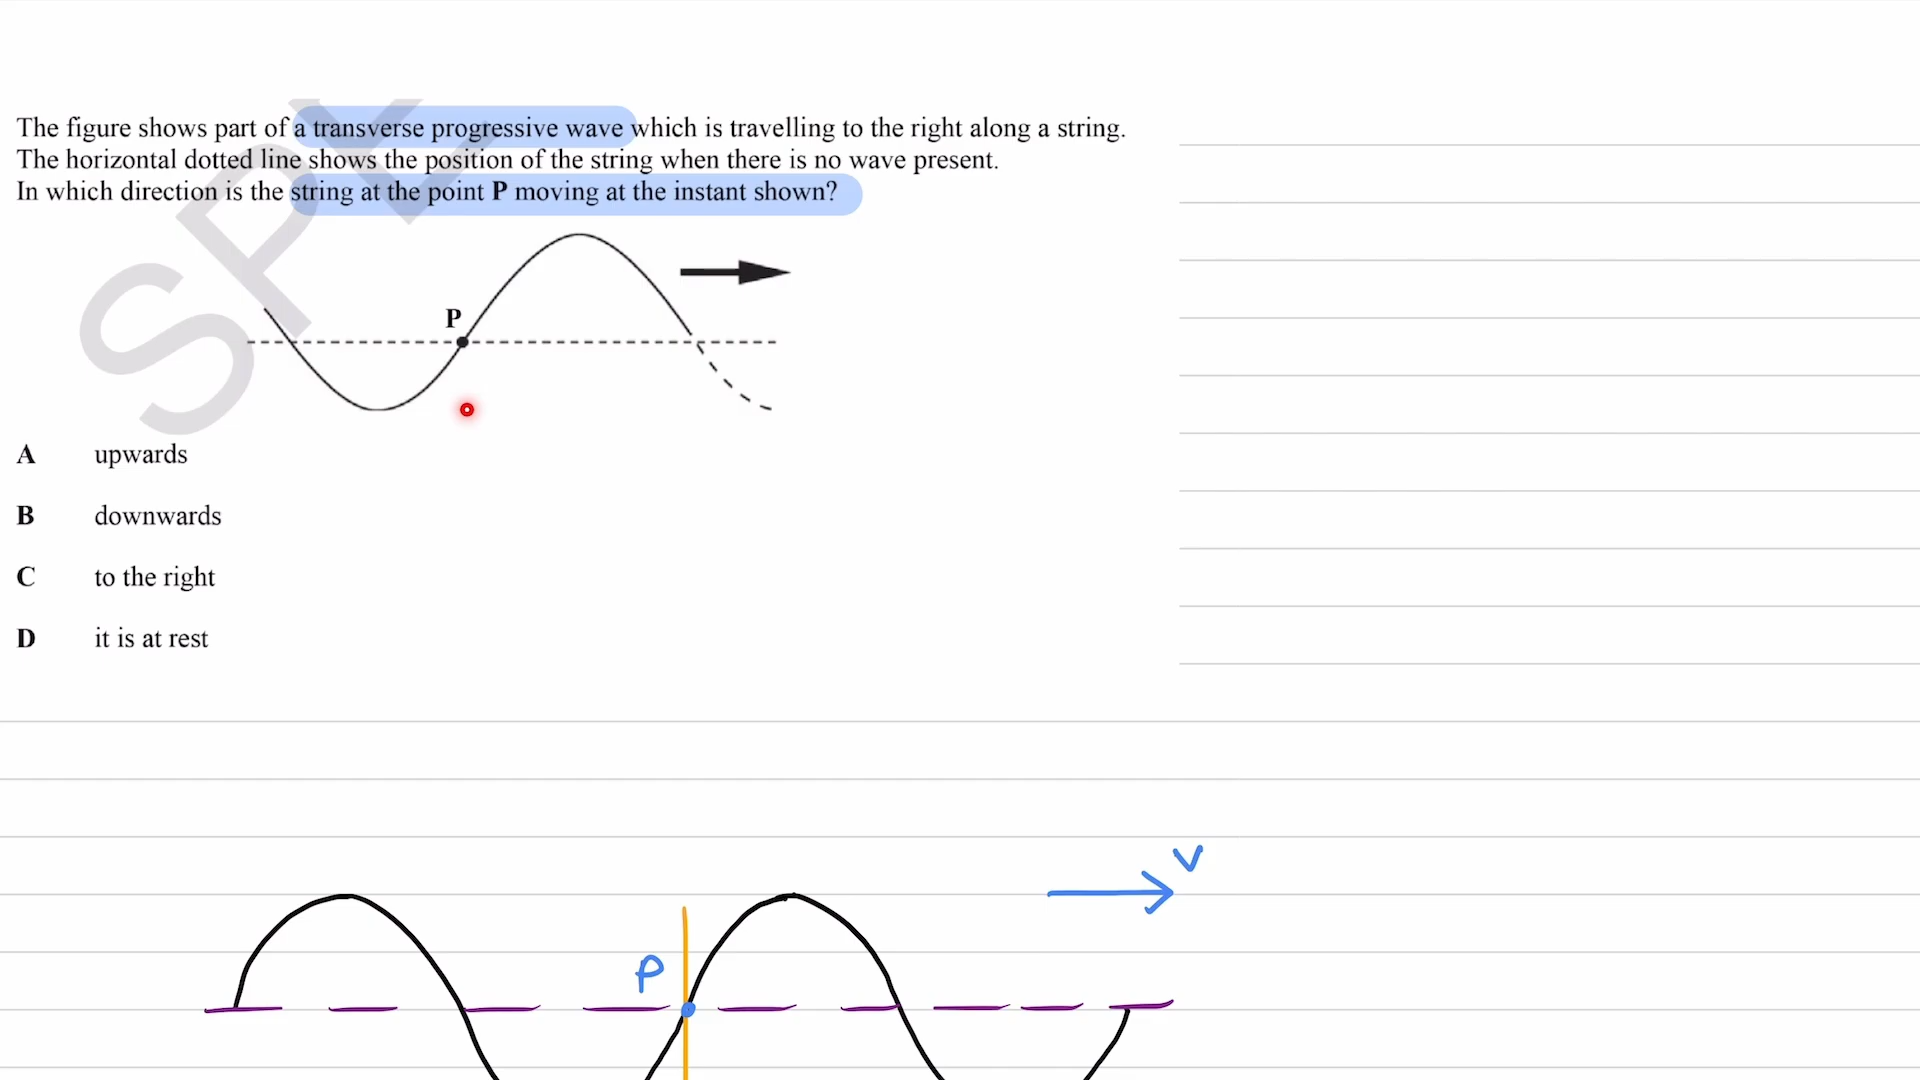 The figure shows part of a transverse progressive wave which is travelling to the right along a string.
The horizontal dotted line shows the position of the string when there is no wave present.
In which direction is the string at the point P moving at the instant shown?
P
A upwards
B downwards
C to the right
D it is at rest
SPE
V
P